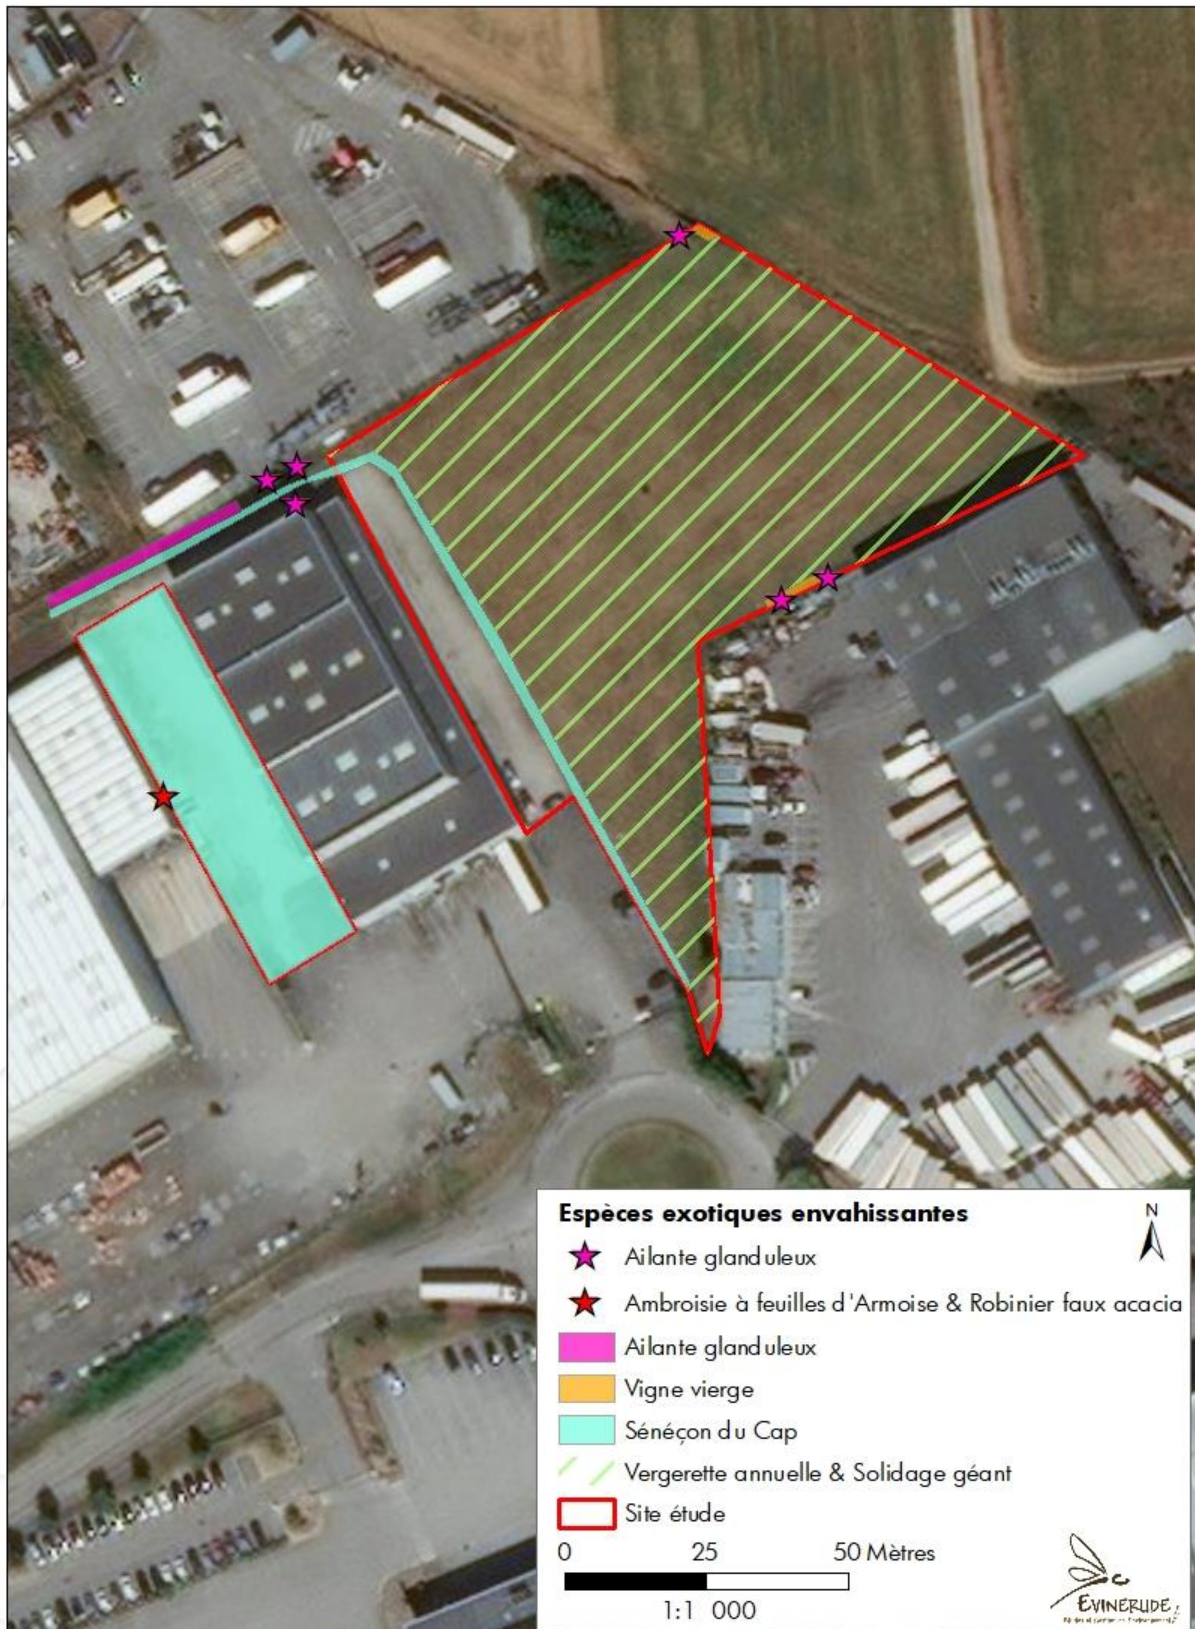 Espèces exotiques envahissantes
N
Ailante glanduleux
Ambroisie à feuilles d'Armoise & Robinier faux acacia
Ailante glanduleux
Vigne vierge
Sénéçon du Cap
Vergerette annuelle & Solidage géant
Site étude
0 25 50 Mètres
1:1 000
EVINERUDE